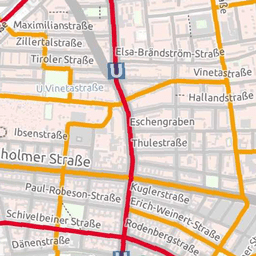 Maximilianstraße
Zillertalstraße
Elsa-Brändström-Straße
Tiroler Straße
U
Vinetastraße
U Vinetastraße
Hallandstraße
Eschengraben
Ibsenstraße
Thulestraße
holmer Straße
Paul-Robeson-Straße
Kuglerstraße
Erich-Weinert-Straße
Schivelbeiner Straße
Rodenbergstraße
Dänenstraße
U